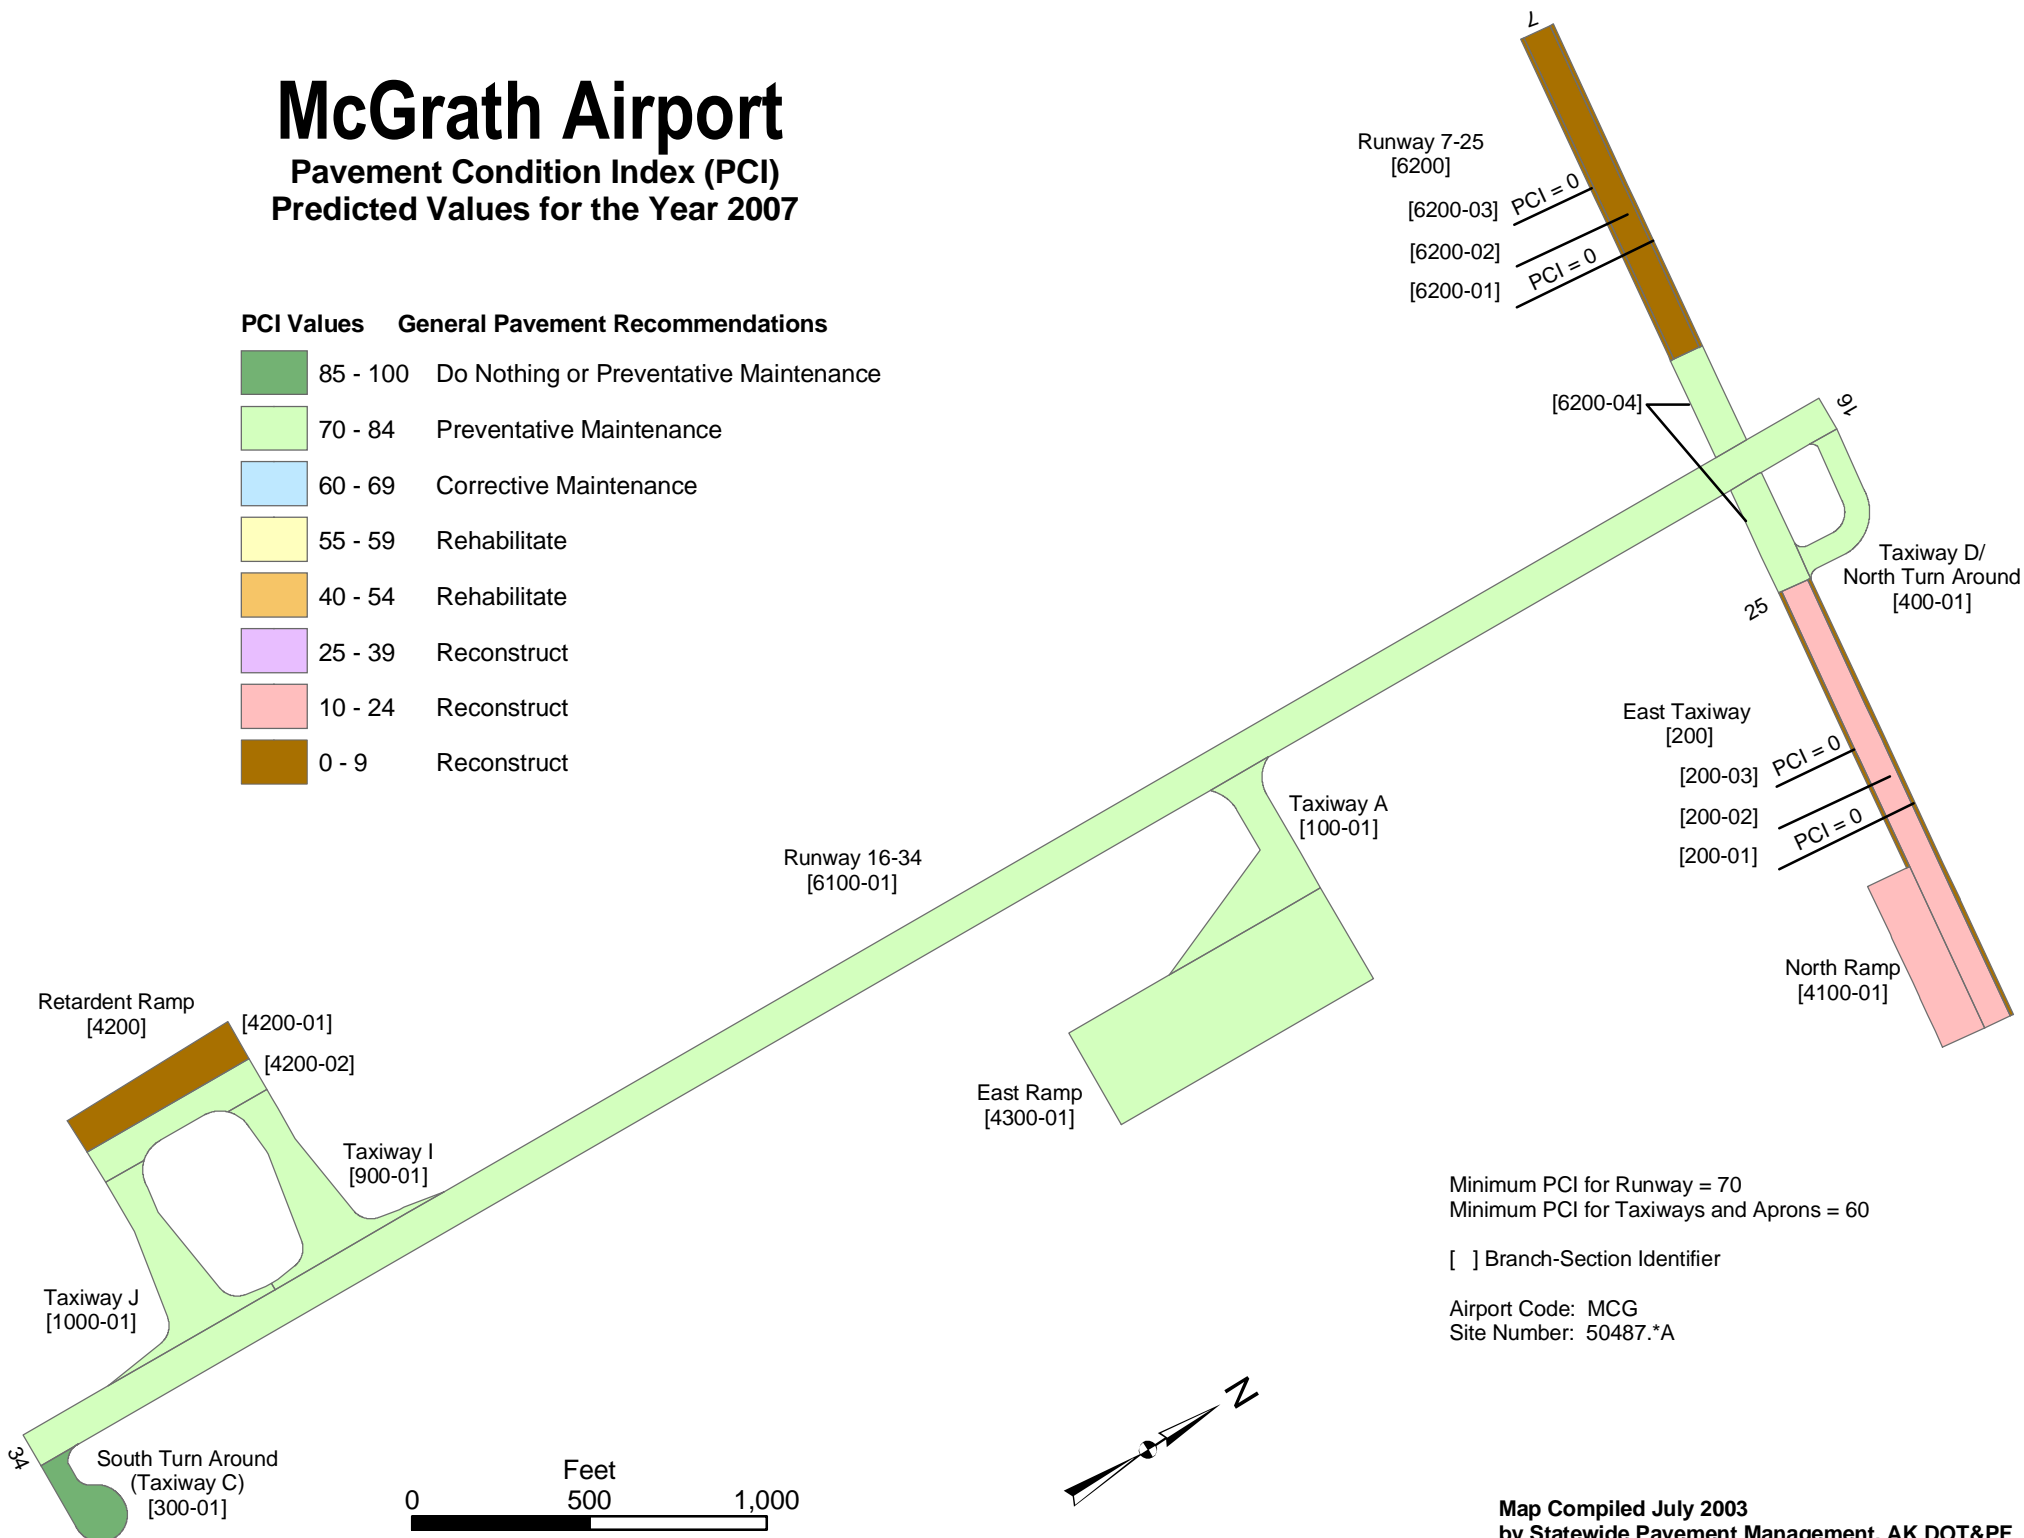 McGrath Airport
Pavement Condition Index (PCI)
Predicted Values for the Year 2007
PCI Values General Pavement Recommendations
85 - 100 Do Nothing or Preventative Maintenance
70 - 84 Preventative Maintenance
60 - 69 Corrective Maintenance
55 - 59 Rehabilitate
40 - 54 Rehabilitate
25 - 39 Reconstruct
10 - 24 Reconstruct
0 - 9 Reconstruct
7
Runway 7-25
[6200]
[6200-03] PCI = 0
[6200-02]
[6200-01] PCI = 0
[6200-04]
16
Taxiway D/
North Turn Around
[400-01]
25
East Taxiway
[200]
[200-03] PCI = 0
[200-02]
[200-01] PCI = 0
North Ramp
[4100-01]
Taxiway A
[100-01]
Runway 16-34
[6100-01]
East Ramp
[4300-01]
Retardent Ramp
[4200]
[4200-01]
[4200-02]
Taxiway I
[900-01]
Taxiway J
[1000-01]
34
South Turn Around
(Taxiway C)
[300-01]
Feet
0 500 1,000
N
Minimum PCI for Runway = 70
Minimum PCI for Taxiways and Aprons = 60
[ ] Branch-Section Identifier
Airport Code: MCG
Site Number: 50487.*A
Map Compiled July 2003
by Statewide Pavement Management, AK DOT&PF